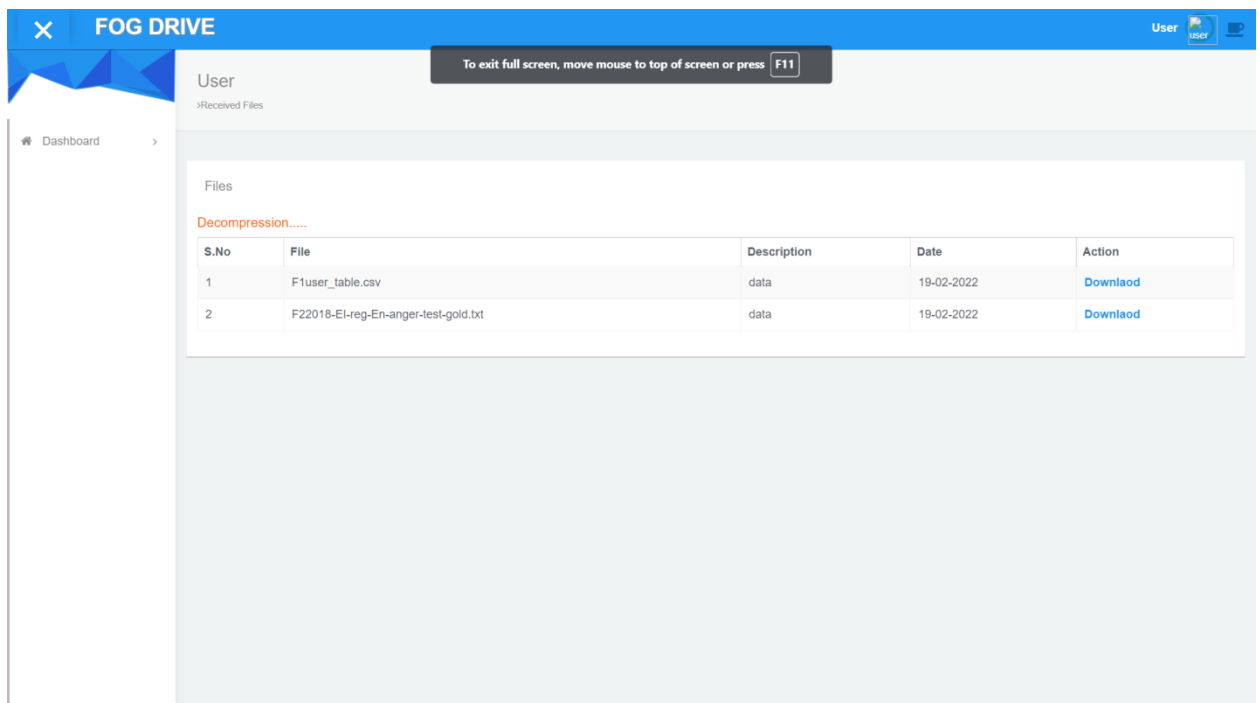 FOG DRIVE
User
user
To exit full screen, move mouse to top of screen or press F11
User
>Received Files
Dashboard
Files
Decompression.....
S.No File Description Date Action
1 F1user_table.csv data 19-02-2022 Downlaod
2 F22018-El-reg-En-anger-test-gold.txt data 19-02-2022 Downlaod